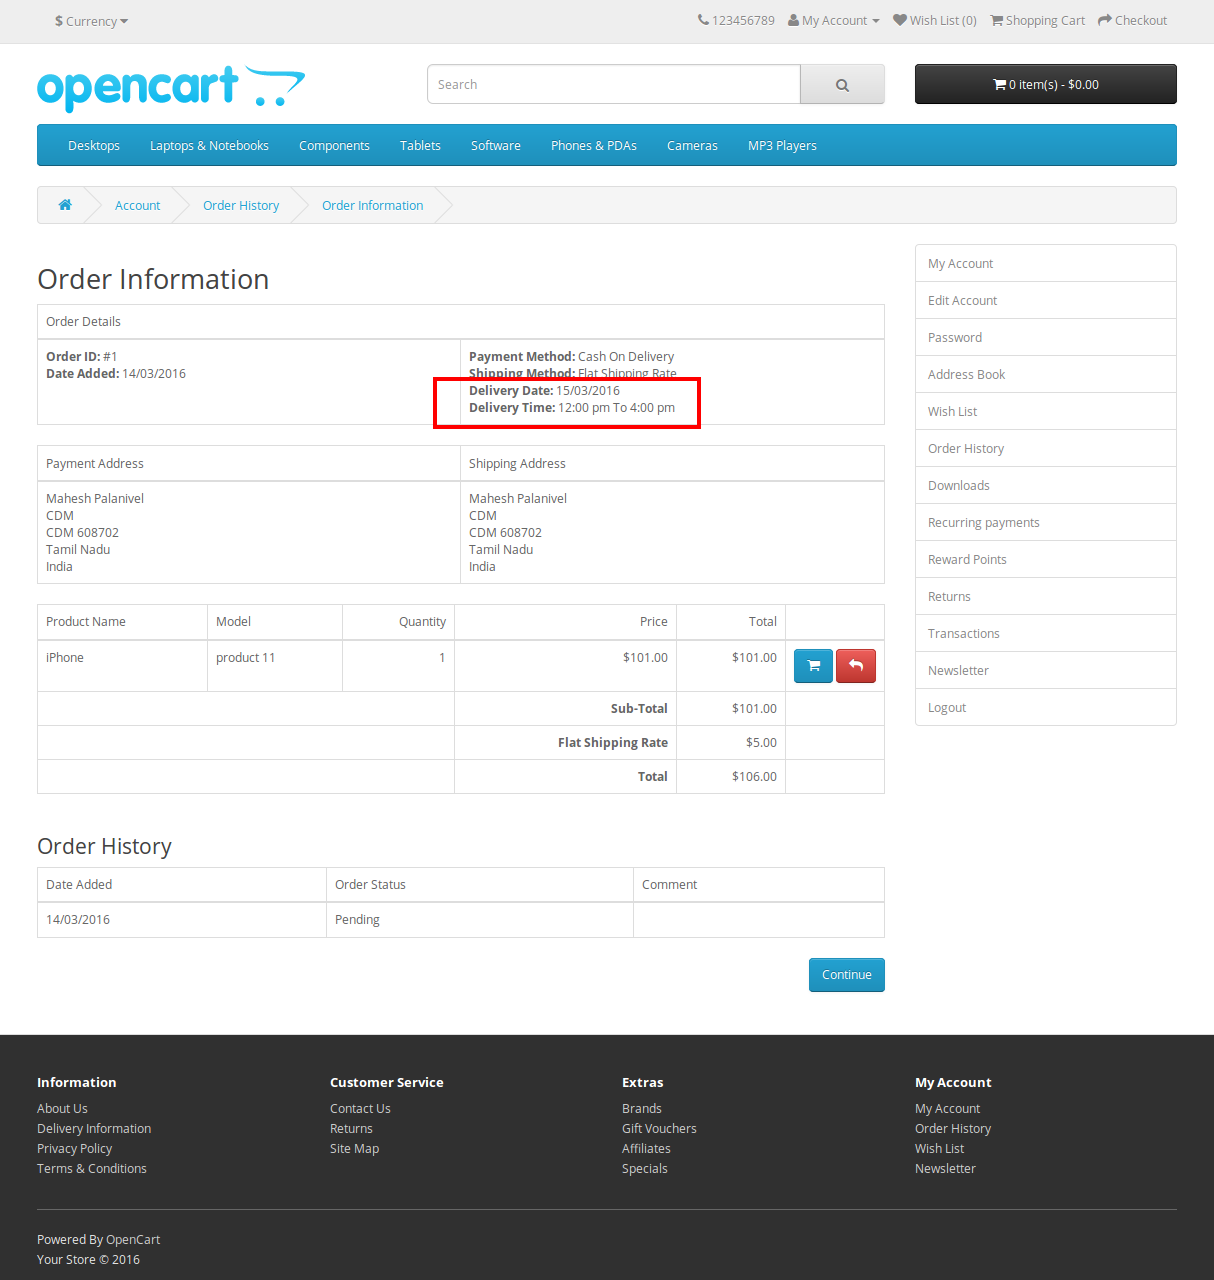 $ Currency
123456789 My Account Wish List (0) Shopping Cart Checkout
opencart
Search
0 item(s) - $0.00
Desktops Laptops & Notebooks Components Tablets Software Phones & PDAs Cameras MP3 Players
Account Order History Order Information
Order Information
Order Details
Order ID: #1
Date Added: 14/03/2016
Payment Method: Cash On Delivery
Shipping Method: Flat Shipping Rate
Delivery Date: 15/03/2016
Delivery Time: 12:00 pm To 4:00 pm
Payment Address
Mahesh Palanivel
CDM
CDM 608702
Tamil Nadu
India
Shipping Address
Mahesh Palanivel
CDM
CDM 608702
Tamil Nadu
India
Product Name Model Quantity Price Total
iPhone product 11 1 $101.00 $101.00
Sub-Total $101.00
Flat Shipping Rate $5.00
Total $106.00
Order History
Date Added Order Status Comment
14/03/2016 Pending
Continue
My Account
Edit Account
Password
Address Book
Wish List
Order History
Downloads
Recurring payments
Reward Points
Returns
Transactions
Newsletter
Logout
Information
About Us
Delivery Information
Privacy Policy
Terms & Conditions
Customer Service
Contact Us
Returns
Site Map
Extras
Brands
Gift Vouchers
Affiliates
Specials
My Account
My Account
Order History
Wish List
Newsletter
Powered By OpenCart
Your Store © 2016